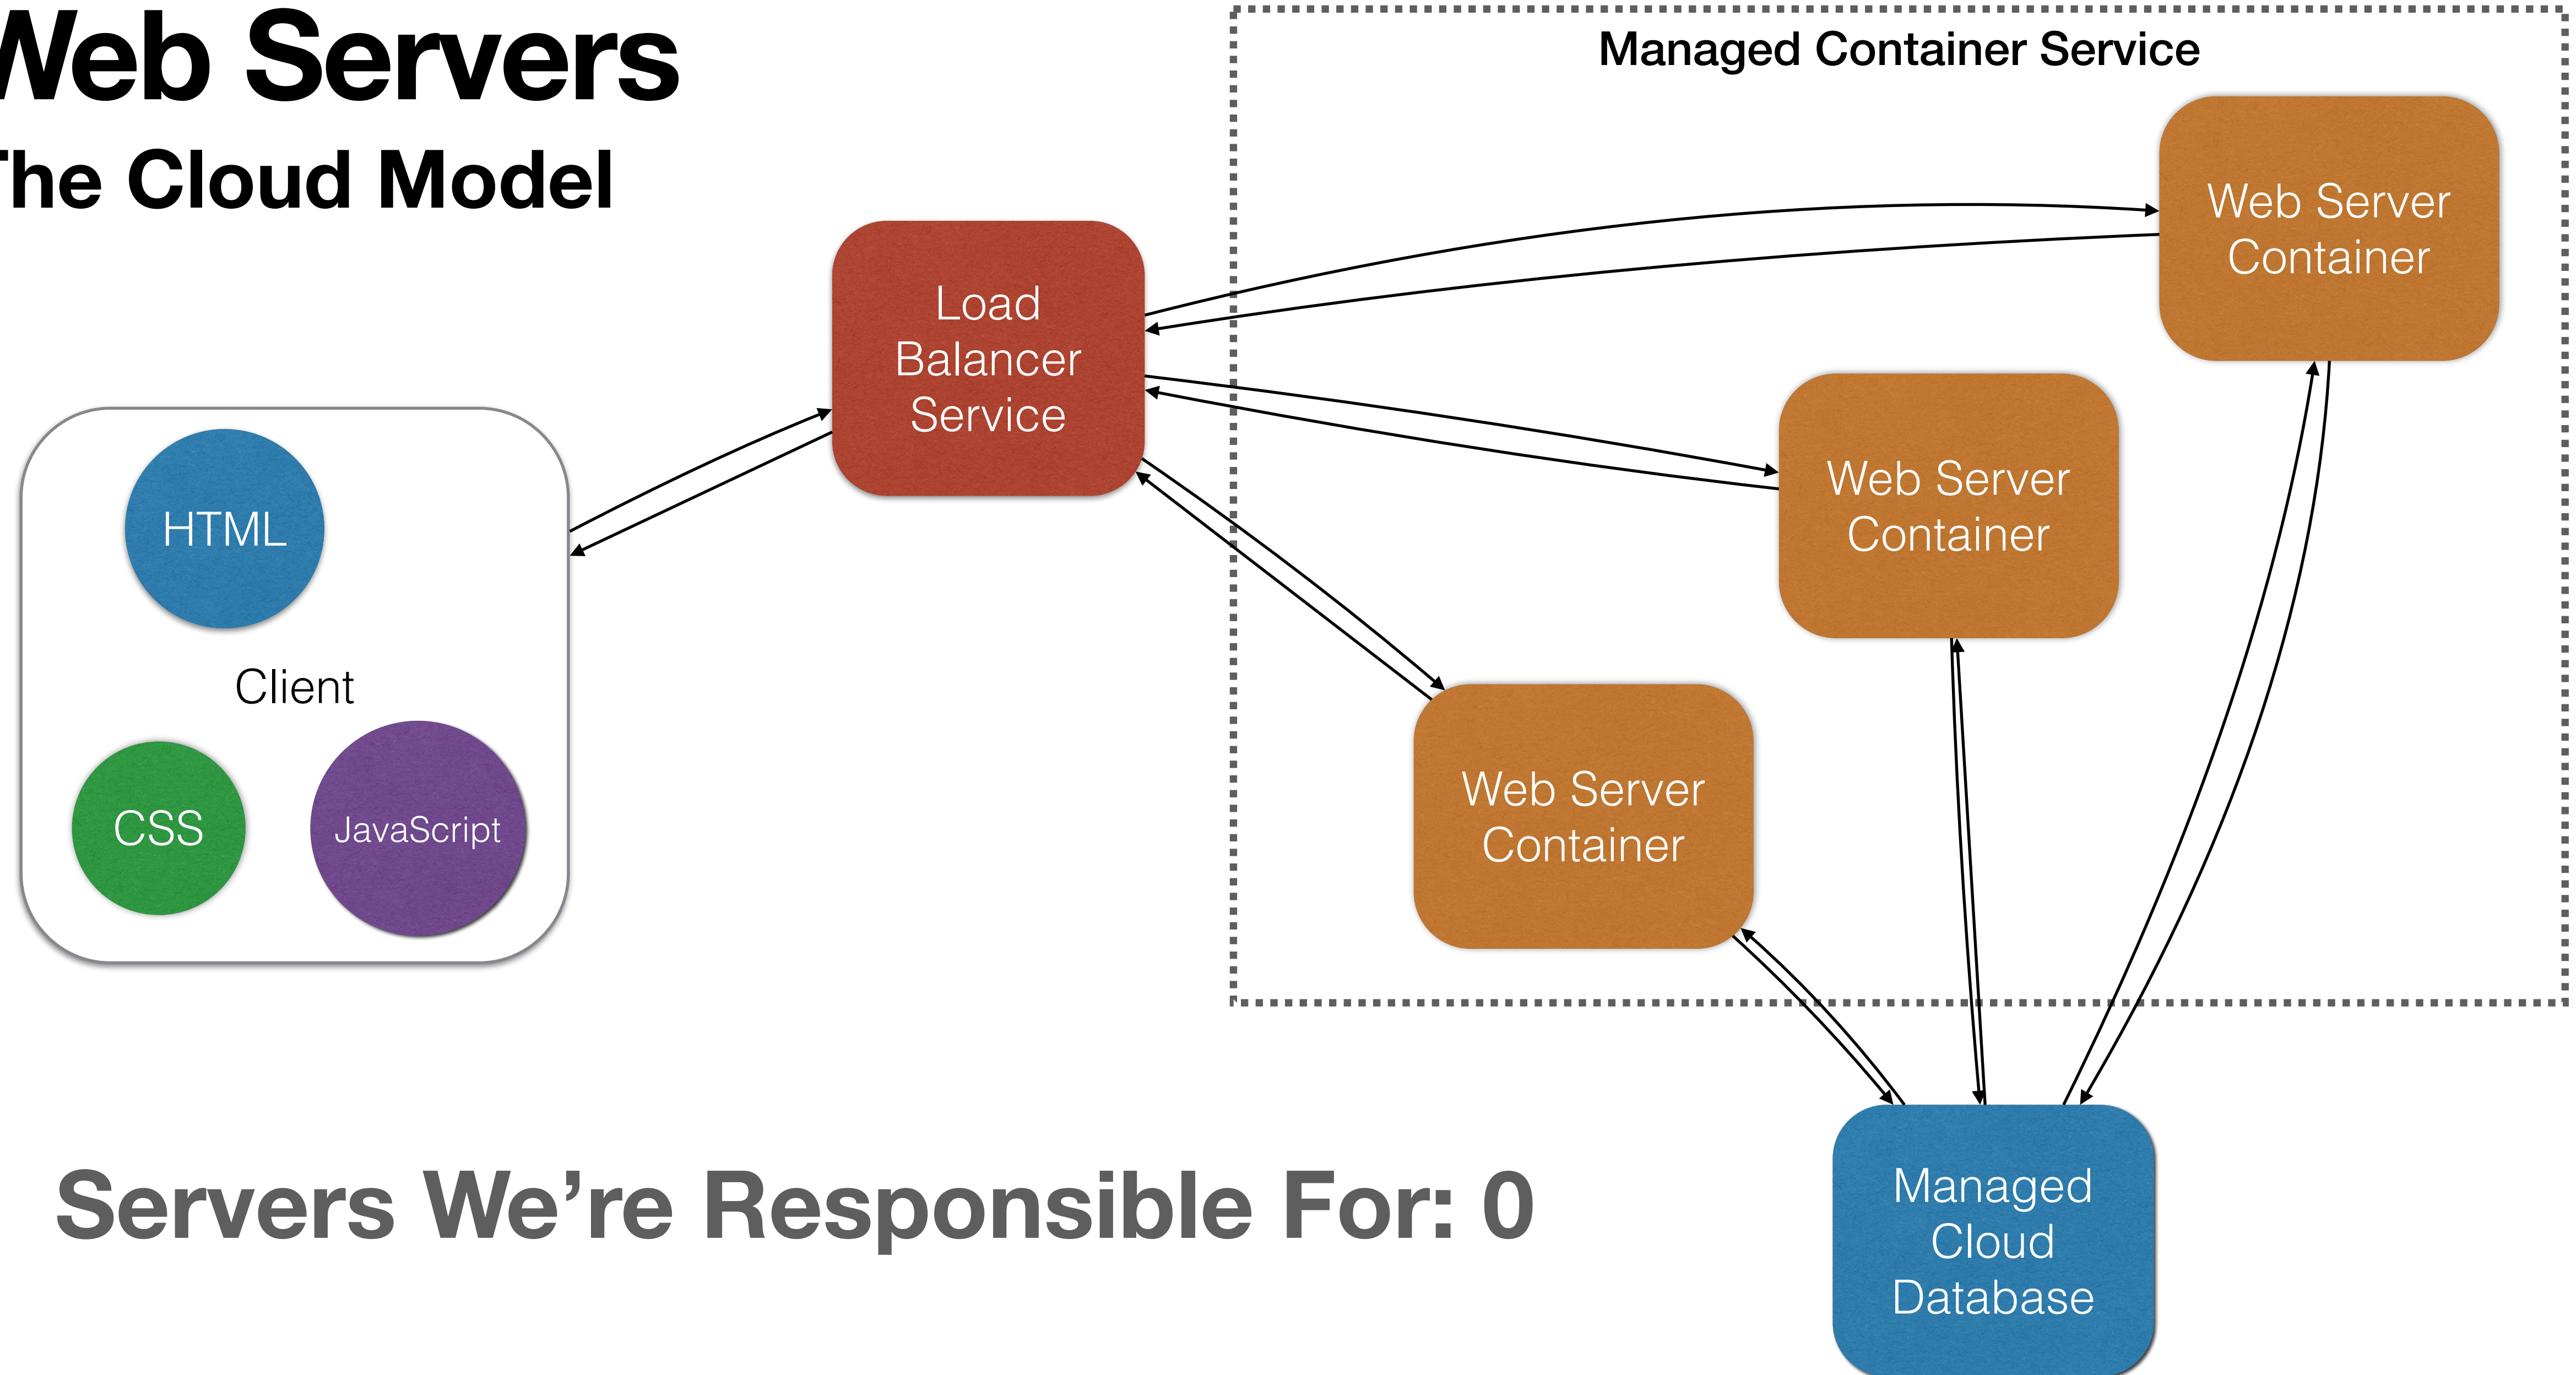 Web Servers
The Cloud Model
Managed Container Service
Web Server
Container
Load
Balancer
Service
Web Server
Container
HTML
Client
CSS
JavaScript
Web Server
Container
Servers We’re Responsible For: 0
Managed
Cloud
Database